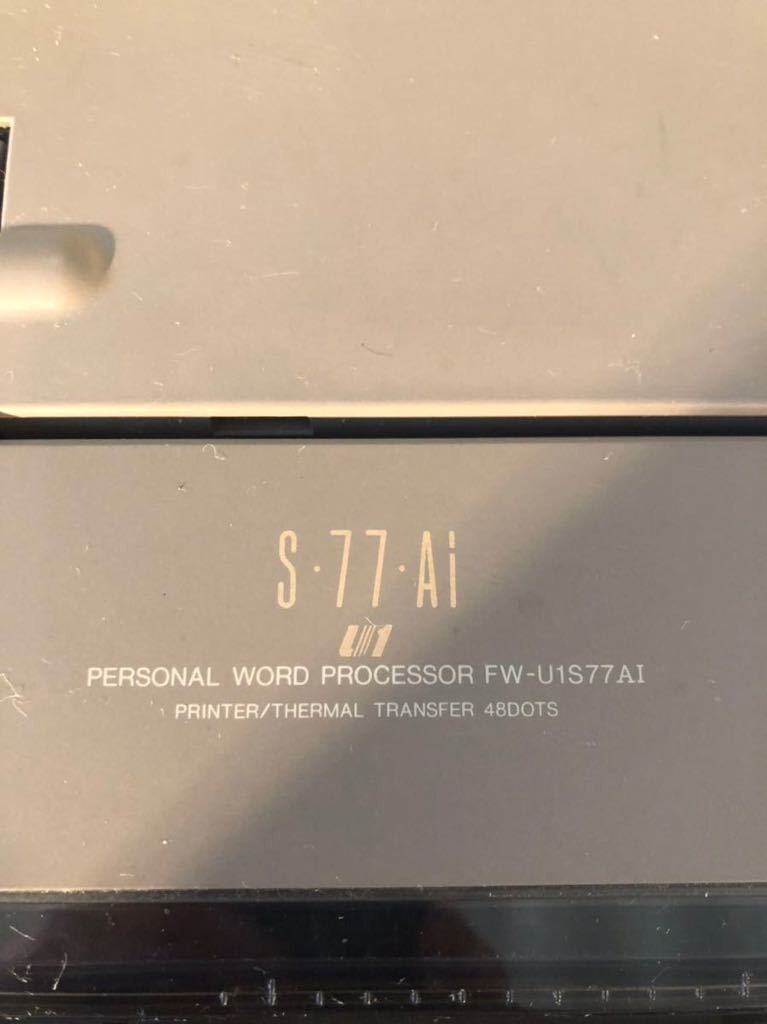 S·77·Ai
U1
PERSONAL WORD PROCESSOR FW-U1S77AI
PRINTER/THERMAL TRANSFER 48DOTS